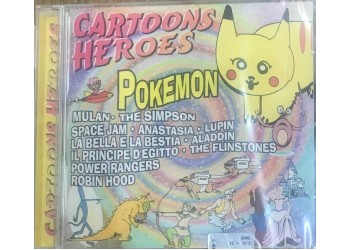 CARTOONS
HEROES
POKEMON
MULAN • THE SIMPSON
SPACE JAM • ANASTASIA • LUPIN
LA BELLA E LA BESTIA • ALADDIN
IL PRINCIPE D'EGITTO • THE FLINSTONES
POWER RANGERS
ROBIN HOOD
CARTOONS HEROES